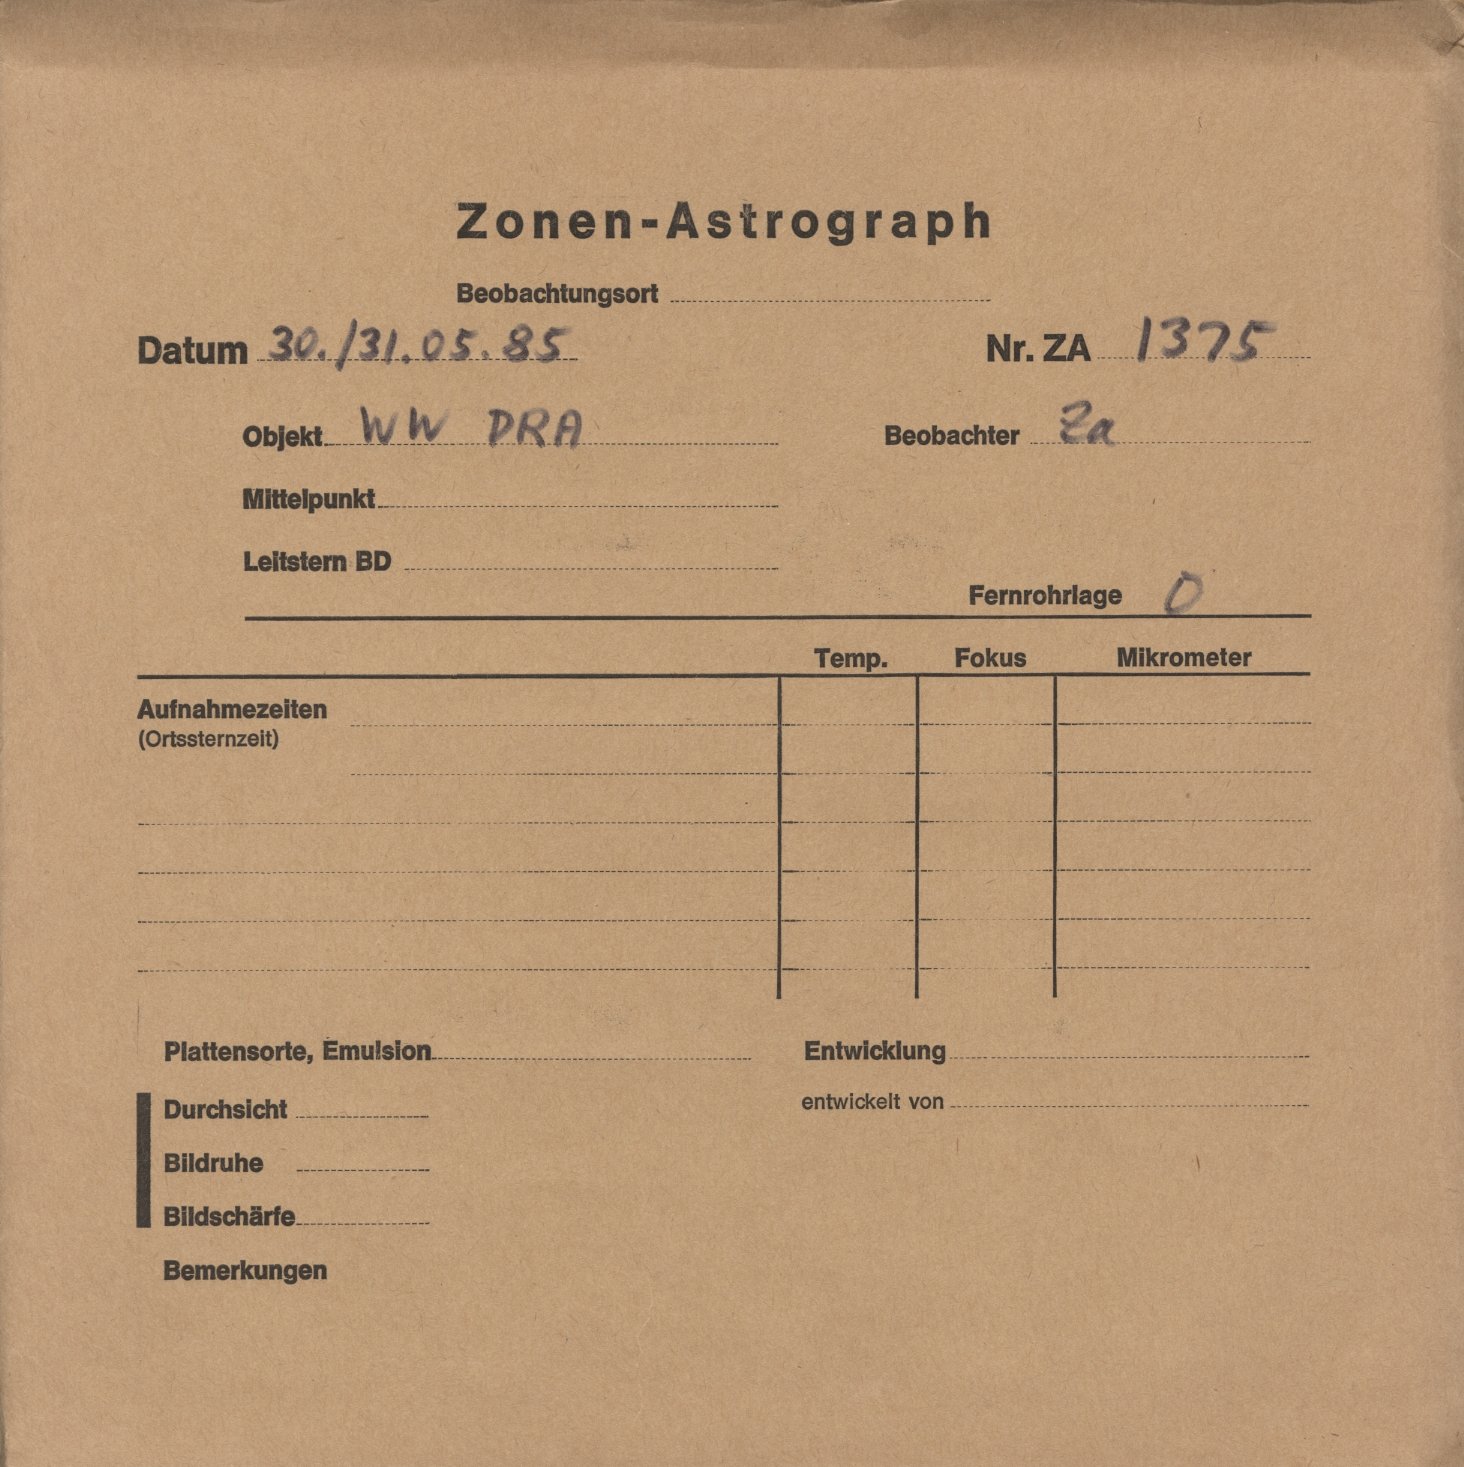 Zonen-Astrograph
Beobachtungsort
Datum 30./31.05.85 Nr. ZA 1375
Objekt WW DRA Beobachter Za
Mittelpunkt
Leitstern BD
Fernrohrlage O
Temp. Fokus Mikrometer
Aufnahmezeiten
(Ortssternzeit)
Plattensorte, Emulsion Entwicklung
Durchsicht entwickelt von
Bildruhe
Bildschärfe
Bemerkungen